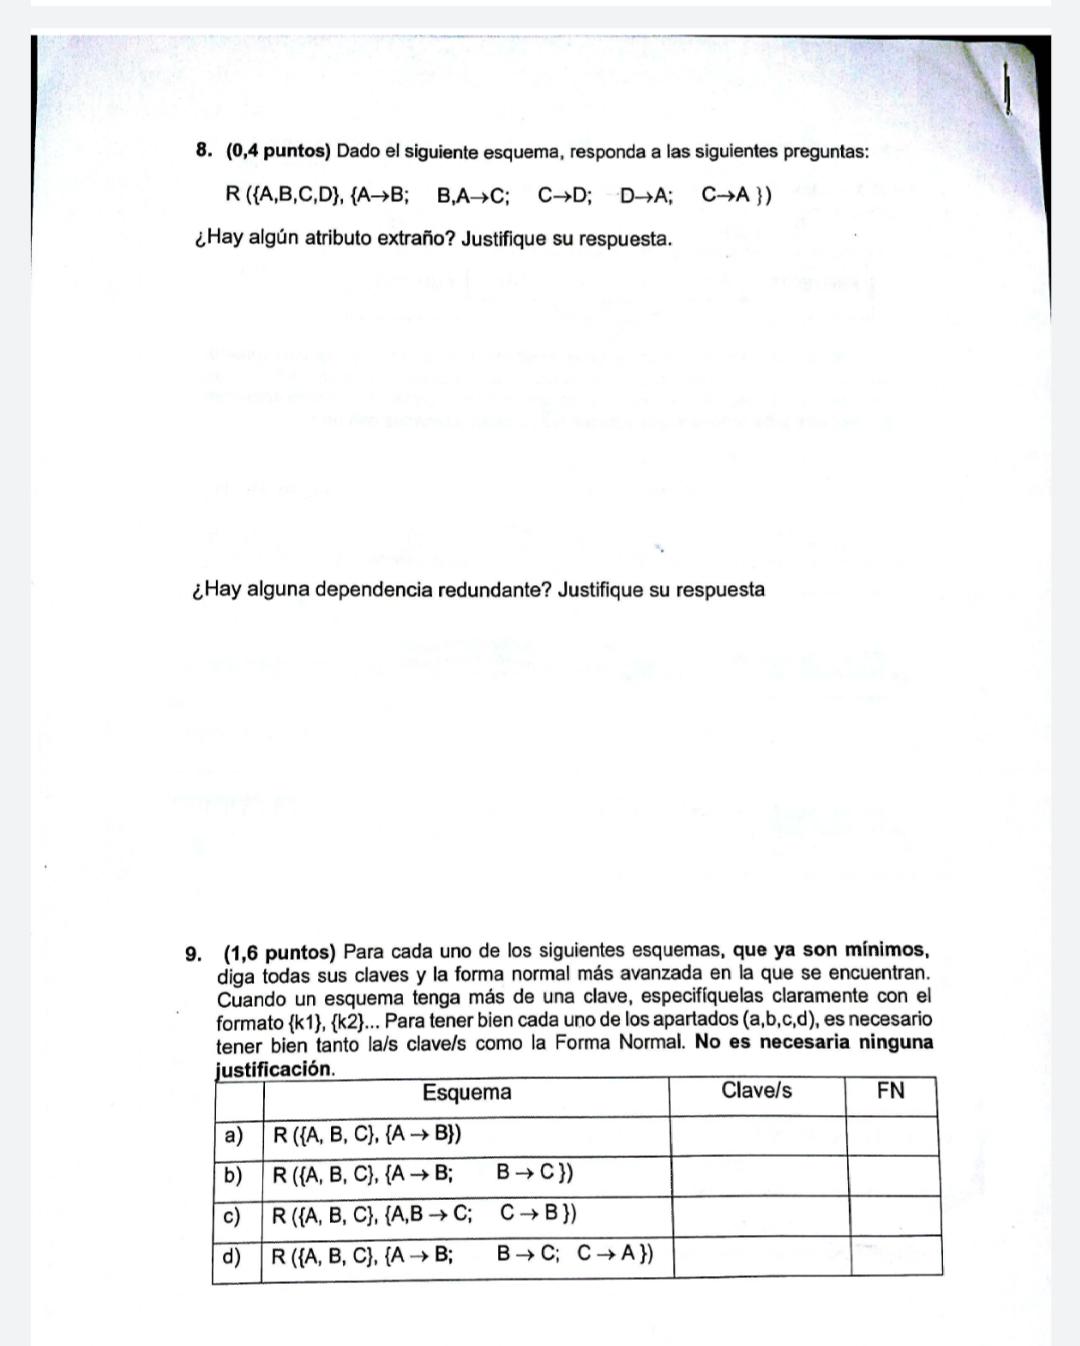 8. (0,4 puntos) Dado el siguiente esquema, responda a las siguientes preguntas:
R ({A,B,C,D}, {A→B; B,A→C; C→D; D→A; C→A })
¿Hay algún atributo extraño? Justifique su respuesta.
¿Hay alguna dependencia redundante? Justifique su respuesta
9. (1,6 puntos) Para cada uno de los siguientes esquemas, que ya son mínimos,
diga todas sus claves y la forma normal más avanzada en la que se encuentran.
Cuando un esquema tenga más de una clave, especifíquelas claramente con el
formato {k1}, {k2}... Para tener bien cada uno de los apartados (a,b,c,d), es necesario
tener bien tanto la/s clave/s como la Forma Normal. No es necesaria ninguna
justificación.
Esquema Clave/s FN
a) R ({A, B, C}, {A → B})
b) R ({A, B, C}, {A → B; B → C })
c) R ({A, B, C}, {A,B → C; C → B })
d) R ({A, B, C}, {A → B; B → C; C → A })